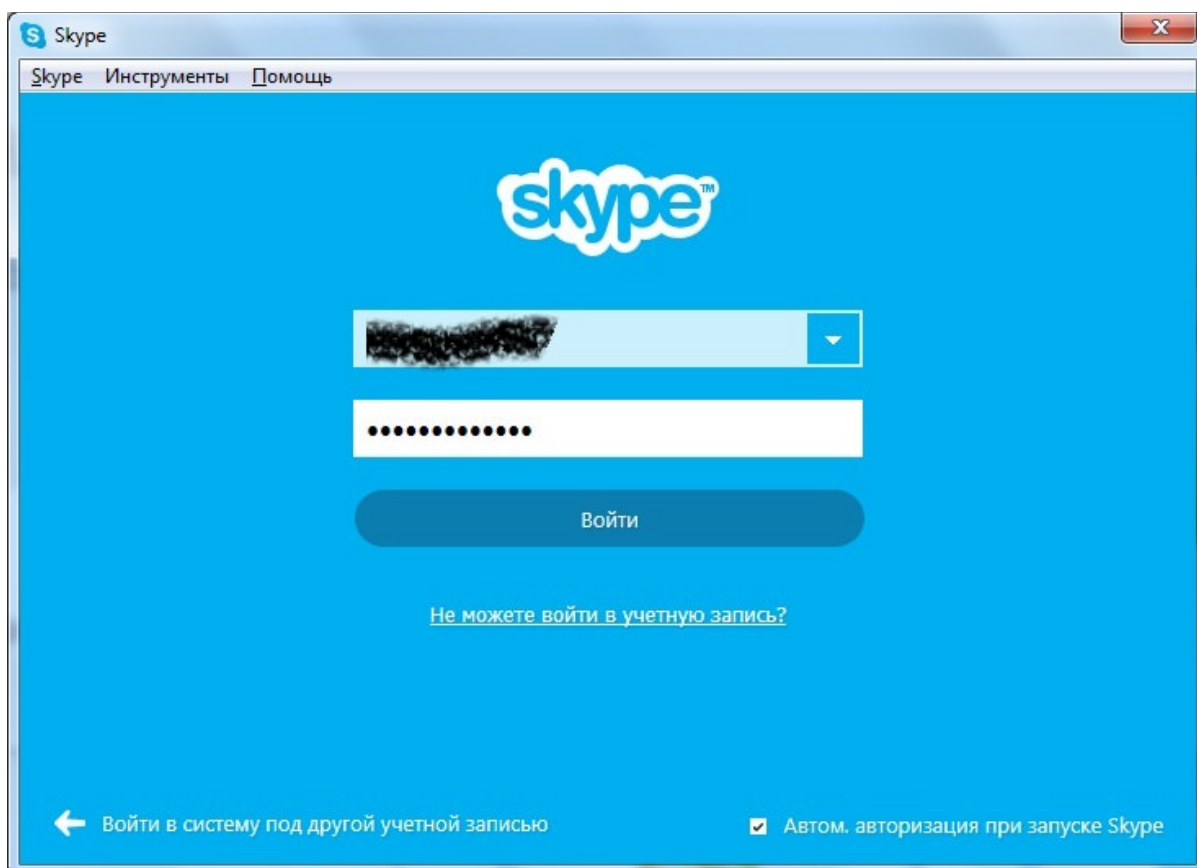 Skype
Skype Инструменты Помощь
skype™
•••••••••••••
Войти
Не можете войти в учетную запись?
Войти в систему под другой учетной записью
Автом. авторизация при запуске Skype